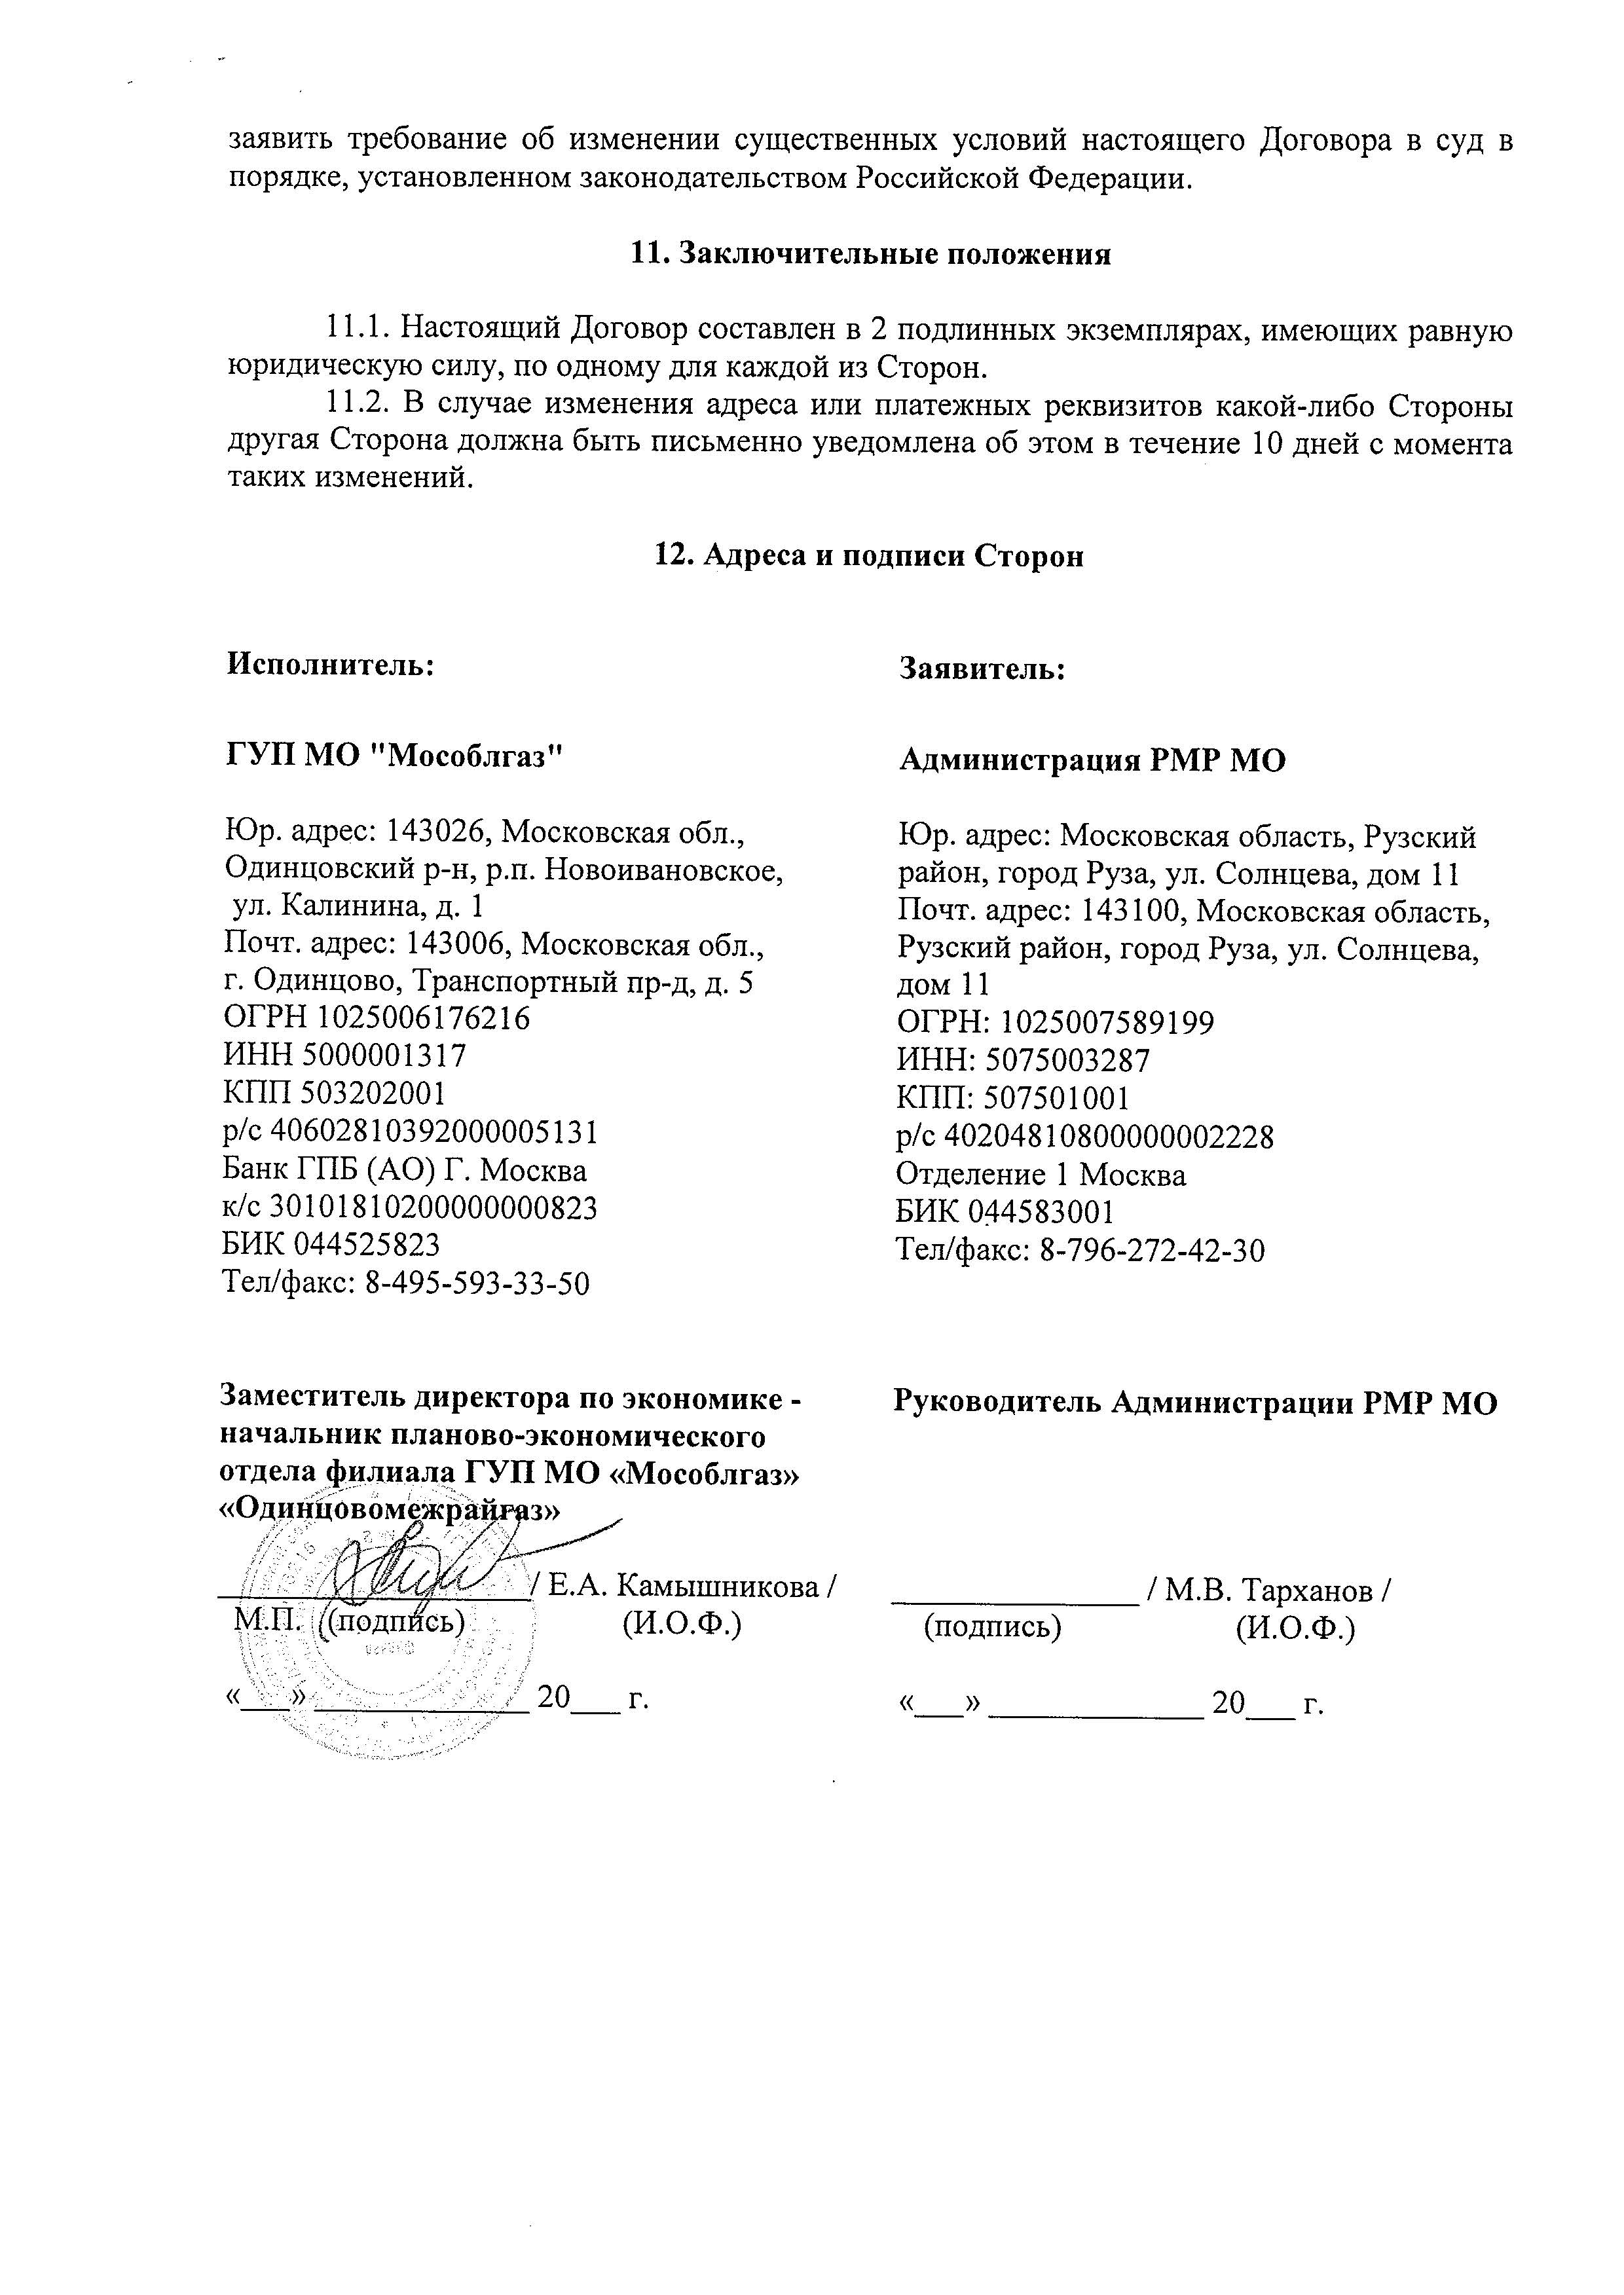 заявить требование об изменении существенных условий настоящего Договора в суд в
порядке, установленном законодательством Российской Федерации.
11. Заключительные положения
11.1. Настоящий Договор составлен в 2 подлинных экземплярах, имеющих равную
юридическую силу, по одному для каждой из Сторон.
11.2. В случае изменения адреса или платежных реквизитов какой-либо Стороны
другая Сторона должна быть письменно уведомлена об этом в течение 10 дней с момента
таких изменений.
12. Адреса и подписи Сторон
Исполнитель:
ГУП МО "Мособлгаз"
Юр. адрес: 143026, Московская обл.,
Одинцовский р-н, р.п. Новоивановское,
ул. Калинина, д. 1
Почт. адрес: 143006, Московская обл.,
г. Одинцово, Транспортный пр-д, д. 5
ОГРН 1025006176216
ИНН 5000001317
КПП 503202001
р/с 40602810392000005131
Банк ГПБ (АО) Г. Москва
к/с 30101810200000000823
БИК 044525823
Тел/факс: 8-495-593-33-50
Заместитель директора по экономике -
начальник планово-экономического
отдела филиала ГУП МО «Мособлгаз»
«Одинцовомежрайгаз»
____________________/ Е.А. Камышникова /
М.П. (подпись) (И.О.Ф.)
«___» _____________ 20___ г.
Заявитель:
Администрация РМР МО
Юр. адрес: Московская область, Рузский
район, город Руза, ул. Солнцева, дом 11
Почт. адрес: 143100, Московская область,
Рузский район, город Руза, ул. Солнцева,
дом 11
ОГРН: 1025007589199
ИНН: 5075003287
КПП: 507501001
р/с 40204810800000002228
Отделение 1 Москва
БИК 044583001
Тел/факс: 8-796-272-42-30
Руководитель Администрации РМР МО
_______________ / М.В. Тарханов /
(подпись) (И.О.Ф.)
«___» _____________ 20___ г.